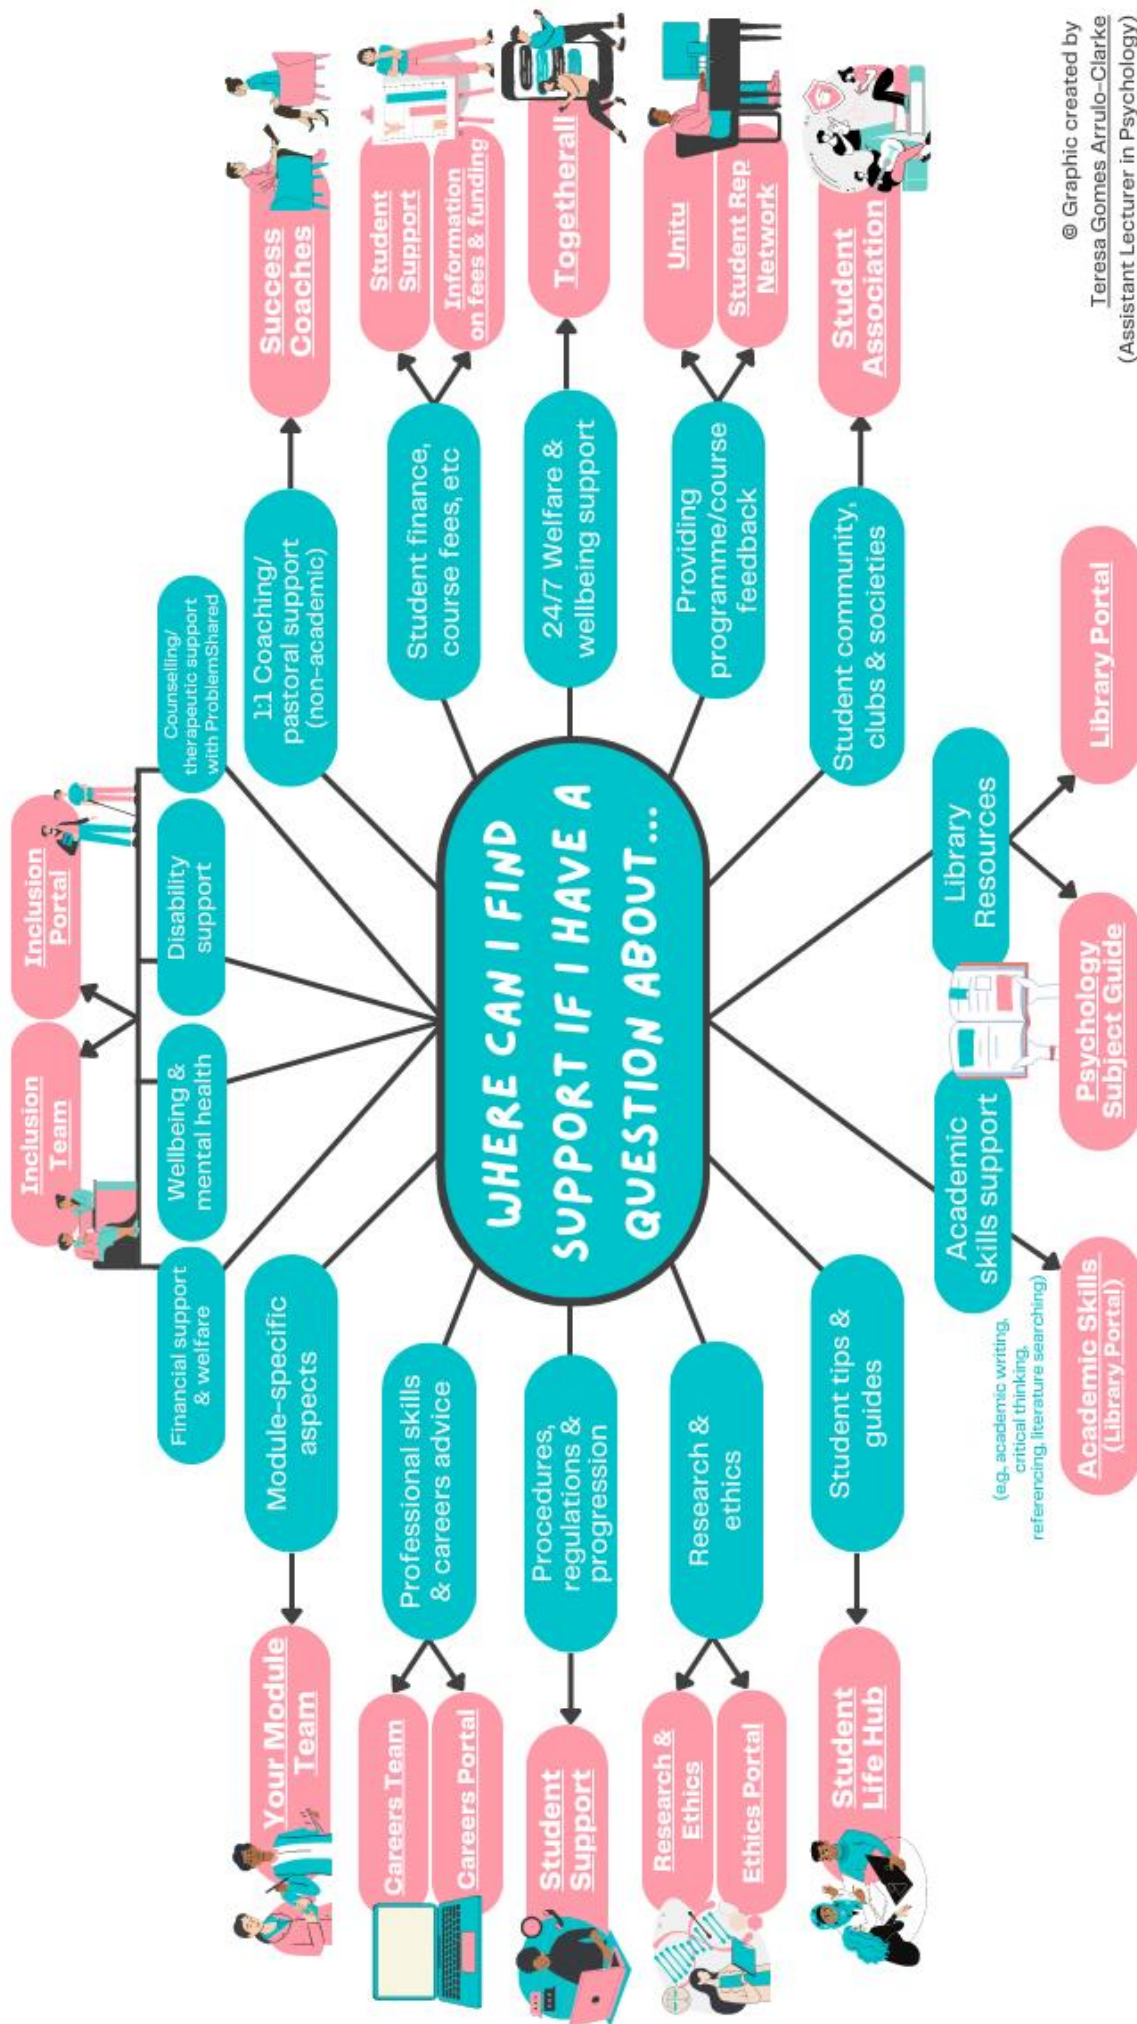 Inclusion
Team
Inclusion
Portal
Financial support
& welfare
Wellbeing &
mental health
Disability
support
Counselling/
therapeutic support
with ProblemShared
Your Module
Team
Module-specific
aspects
1:1 Coaching/
pastoral support
(non-academic)
Success
Coaches
Careers Team
Careers Portal
Professional skills
& careers advice
Student finance,
course fees, etc
Student
Support
Information
on fees & funding
WHERE CAN I FIND
SUPPORT IF I HAVE A
QUESTION ABOUT...
Student
Support
Procedures,
regulations &
progression
24/7 Welfare &
wellbeing support
Togetherall
Research &
Ethics
Ethics Portal
Research &
ethics
Providing
programme/course
feedback
Unitu
Student Rep
Network
Student
Life Hub
Student tips &
guides
Student community,
clubs & societies
Student
Association
Academic
skills support
Library
Resources
(e.g., academic writing,
critical thinking,
referencing, literature searching)
Academic Skills
(Library Portal)
Psychology
Subject Guide
Library Portal
© Graphic created by
Teresa Gomes Arrulo-Clarke
(Assistant Lecturer in Psychology)